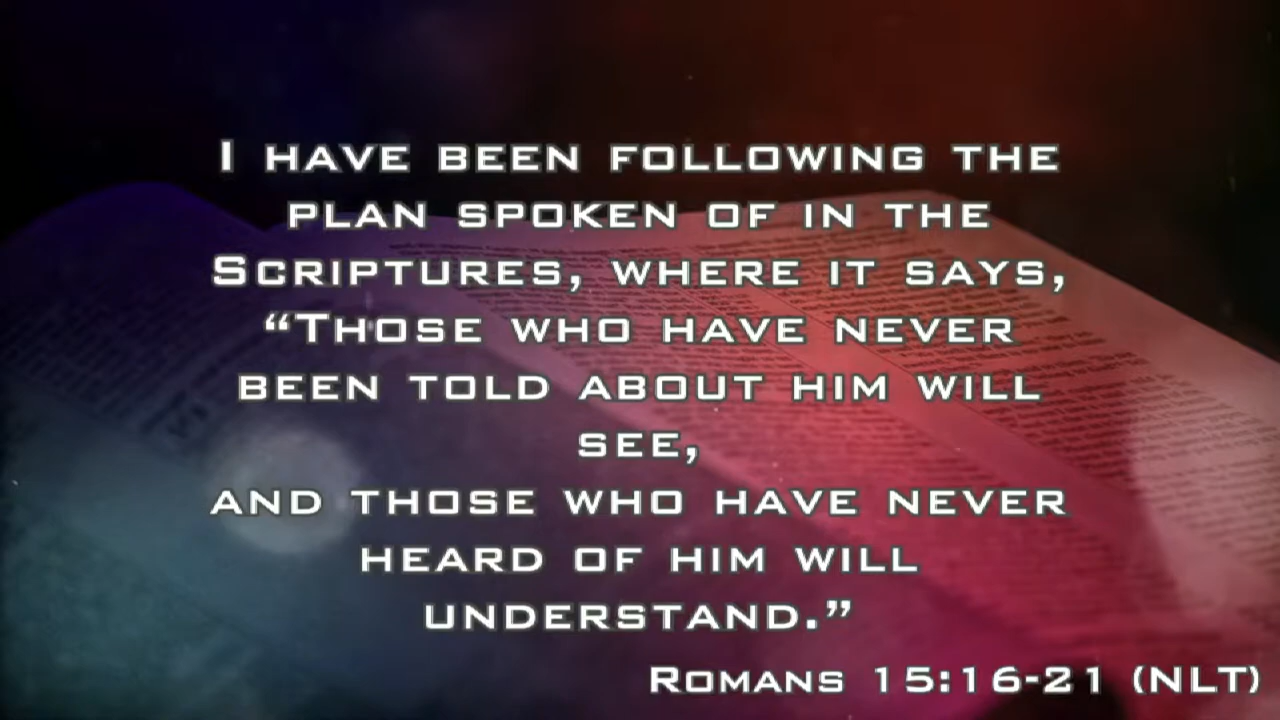 I have been following the
plan spoken of in the
Scriptures, where it says,
“Those who have never
been told about him will
see,
and those who have never
heard of him will
understand.”
Romans 15:16-21 (NLT)